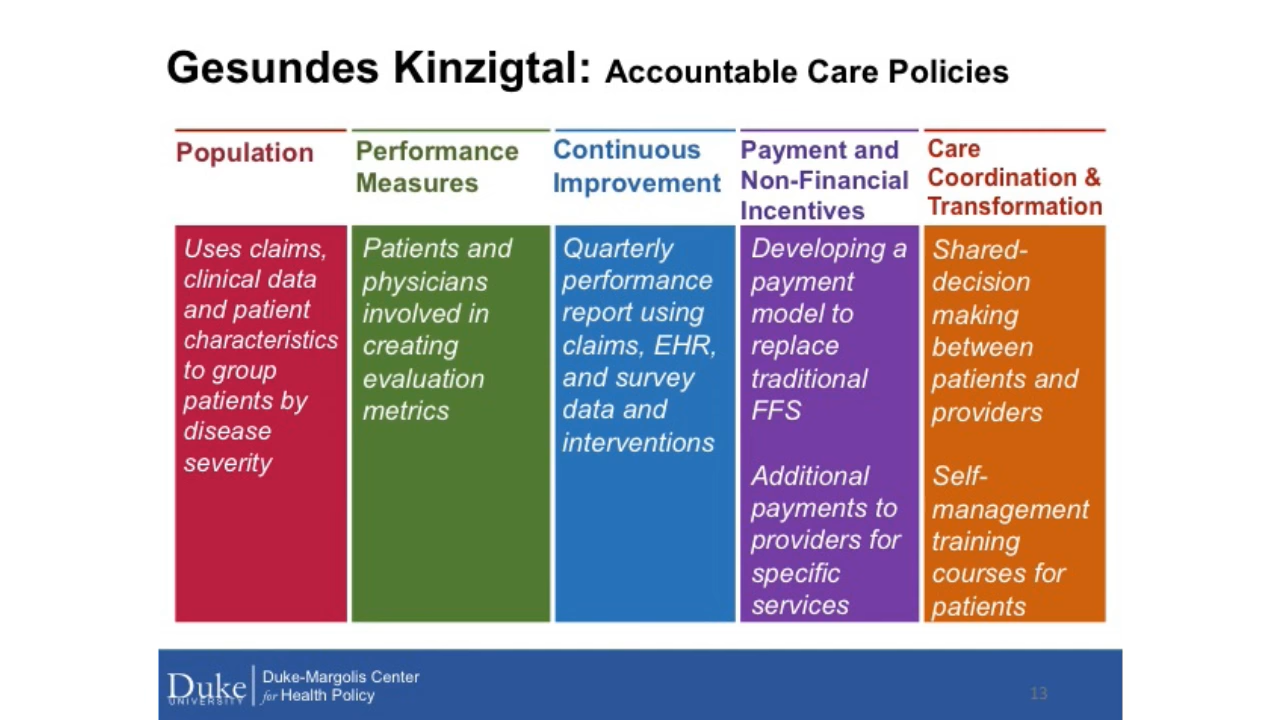 Gesundes Kinzigtal: Accountable Care Policies
Population
Uses claims,
clinical data
and patient
characteristics
to group
patients by
disease
severity
Performance
Measures
Patients and
physicians
involved in
creating
evaluation
metrics
Continuous
Improvement
Quarterly
performance
report using
claims, EHR,
and survey
data and
interventions
Payment and
Non-Financial
Incentives
Developing a
payment
model to
replace
traditional
FFS
Additional
payments to
providers for
specific
services
Care
Coordination &
Transformation
Shared-
decision
making
between
patients and
providers
Self-
management
training
courses for
patients
Duke
UNIVERSITY
Duke-Margolis Center
for Health Policy
13